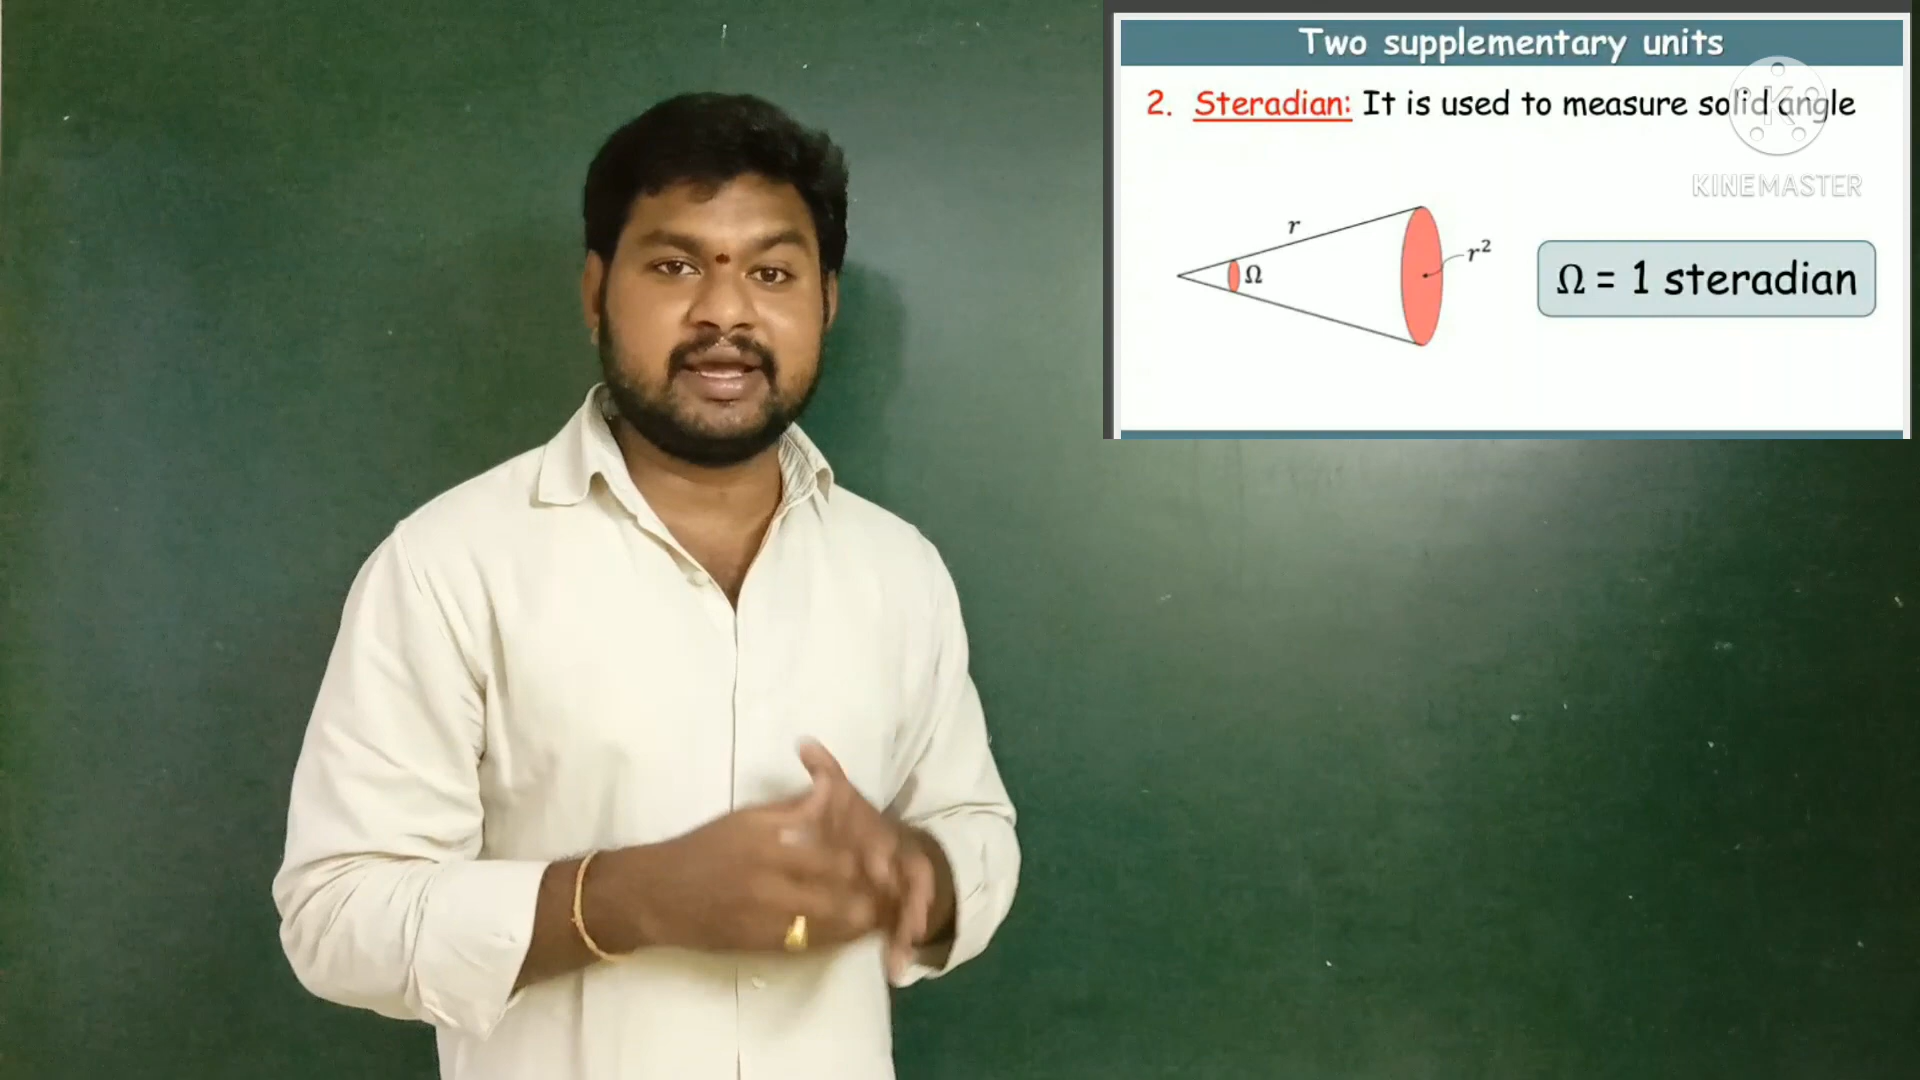 Two supplementary units
2. Steradian: It is used to measure solid angle
KINEMASTER
r
r²
Ω
Ω = 1 steradian